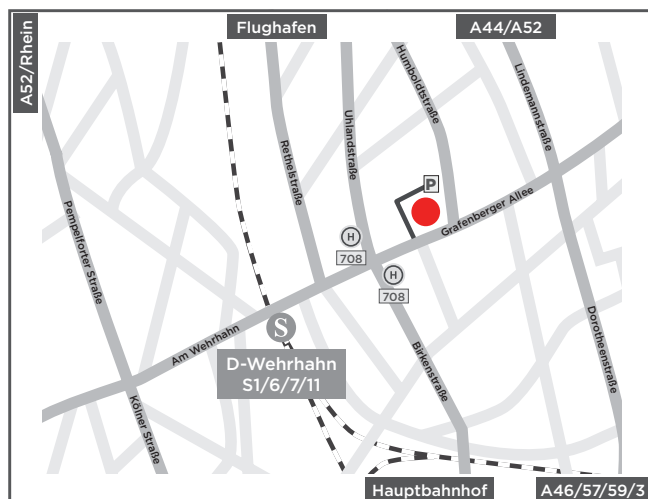 Flughafen
A44/A52
A52/Rhein
Humboldtstraße
Lindemannstraße
Uhlandstraße
Rethelstraße
P
Grafenberger Allee
Pempelforter Straße
H
708
H
708
S
Am Wehrhahn
D-Wehrhahn
S1/6/7/11
Birkenstraße
Dorotheenstraße
Kölner Straße
Hauptbahnhof
A46/57/59/3